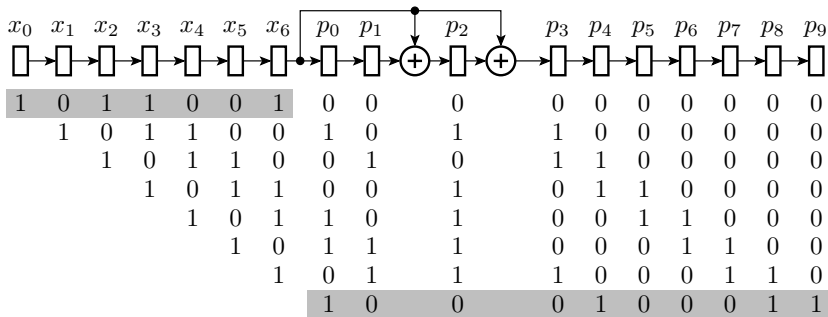 x0 x1 x2 x3 x4 x5 x6 p0 p1 p2 p3 p4 p5 p6 p7 p8 p9
+ +
1 0 1 1 0 0 1 0 0 0 0 0 0 0 0 0 0
1 0 1 1 0 0 1 0 1 1 0 0 0 0 0 0
1 0 1 1 0 0 1 0 1 1 0 0 0 0 0
1 0 1 1 0 0 1 0 1 1 0 0 0 0
1 0 1 1 0 1 0 0 1 1 0 0 0
1 0 1 1 1 0 0 0 1 1 0 0
1 0 1 1 1 0 0 0 1 1 0
1 0 0 0 1 0 0 0 1 1